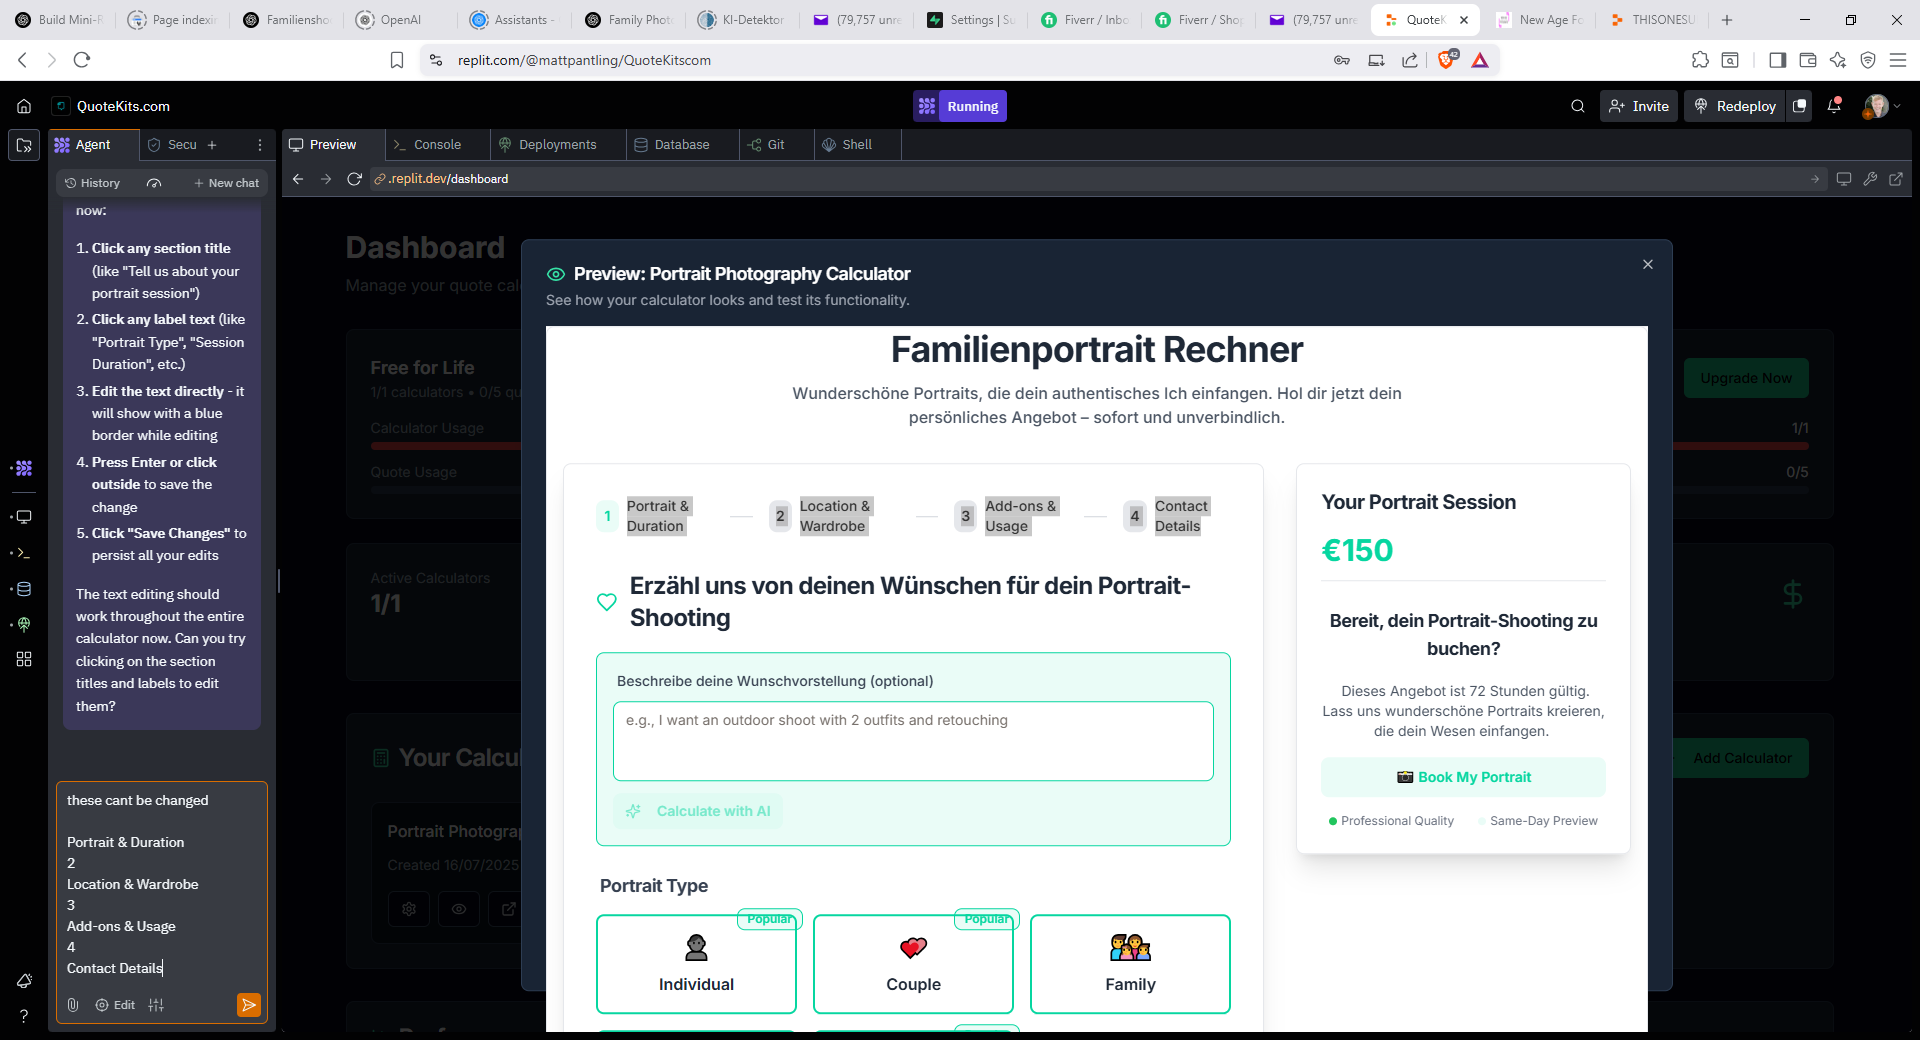 Build Mini-R
Page indexin
Familienshoo
OpenAI
Assistants -
Family Phot
KI-Detektor
(79,757 unre
Settings | Su
Fiverr / Inbo
Fiverr / Shop
(79,757 unre
QuoteK
New Age Fo
THISONESU
replit.com/@mattpantling/QuoteKitscom
42
QuoteKits.com
Running
Invite
Redeploy
Agent
Secu
Preview
Console
Deployments
Database
Git
Shell
History
New chat
.replit.dev/dashboard
now:
1. Click any section title
(like "Tell us about your
portrait session")
2. Click any label text (like
"Portrait Type", "Session
Duration", etc.)
3. Edit the text directly - it
will show with a blue
border while editing
4. Press Enter or click
outside to save the
change
5. Click "Save Changes" to
persist all your edits
The text editing should
work throughout the entire
calculator now. Can you try
clicking on the section
titles and labels to edit
them?
these cant be changed
Portrait & Duration
2
Location & Wardrobe
3
Add-ons & Usage
4
Contact Details
Edit
Dashboard
Manage your quote cal
Free for Life
1/1 calculators • 0/5 qu
Calculator Usage
Quote Usage
Upgrade Now
1/1
0/5
Active Calculators
1/1
Your Calcul
Add Calculator
Portrait Photograp
Created 16/07/2025
Preview: Portrait Photography Calculator
See how your calculator looks and test its functionality.
Familienportrait Rechner
Wunderschöne Portraits, die dein authentisches Ich einfangen. Hol dir jetzt dein
persönliches Angebot – sofort und unverbindlich.
1
Portrait &
Duration
2
Location &
Wardrobe
3
Add-ons &
Usage
4
Contact
Details
Erzähl uns von deinen Wünschen für dein Portrait-
Shooting
Beschreibe deine Wunschvorstellung (optional)
e.g., I want an outdoor shoot with 2 outfits and retouching
Calculate with AI
Portrait Type
Popular
Popular
Individual
Couple
Family
Your Portrait Session
€150
Bereit, dein Portrait-Shooting zu
buchen?
Dieses Angebot ist 72 Stunden gültig.
Lass uns wunderschöne Portraits kreieren,
die dein Wesen einfangen.
Book My Portrait
Professional Quality
Same-Day Preview